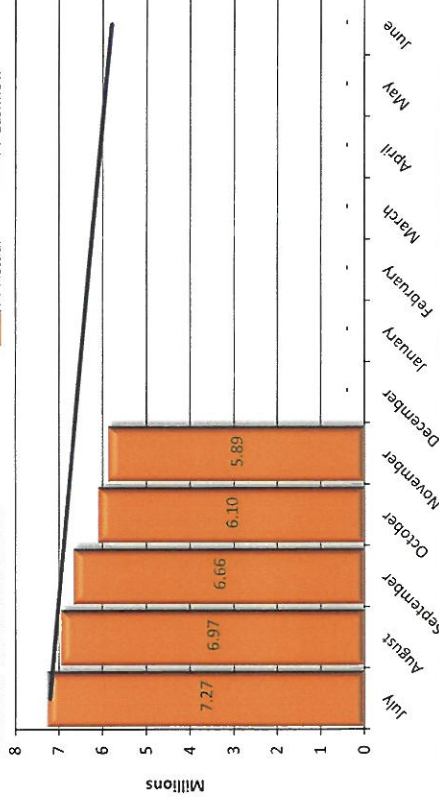 8
7
6
5
4
3
2
1
0
Millions
7.27
6.97
6.66
6.10
5.89
-
-
-
-
-
-
-
July
August
September
October
November
December
January
February
March
April
May
June